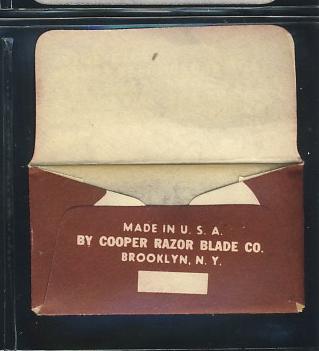 MADE IN U. S. A.
BY COOPER RAZOR BLADE CO.
BROOKLYN, N. Y.